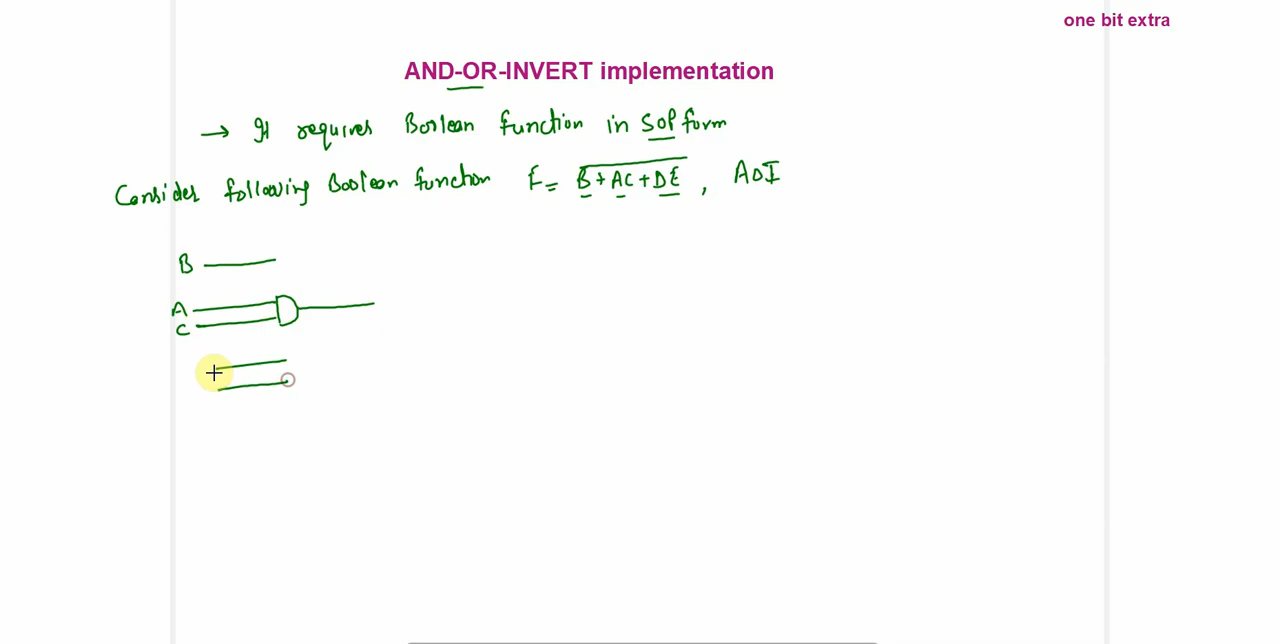 one bit extra
AND-OR-INVERT implementation
→ It requires Boolean function in SOP form
Consider following Boolean function F = \overline{B + AC + DE} , AOI
B
A
C